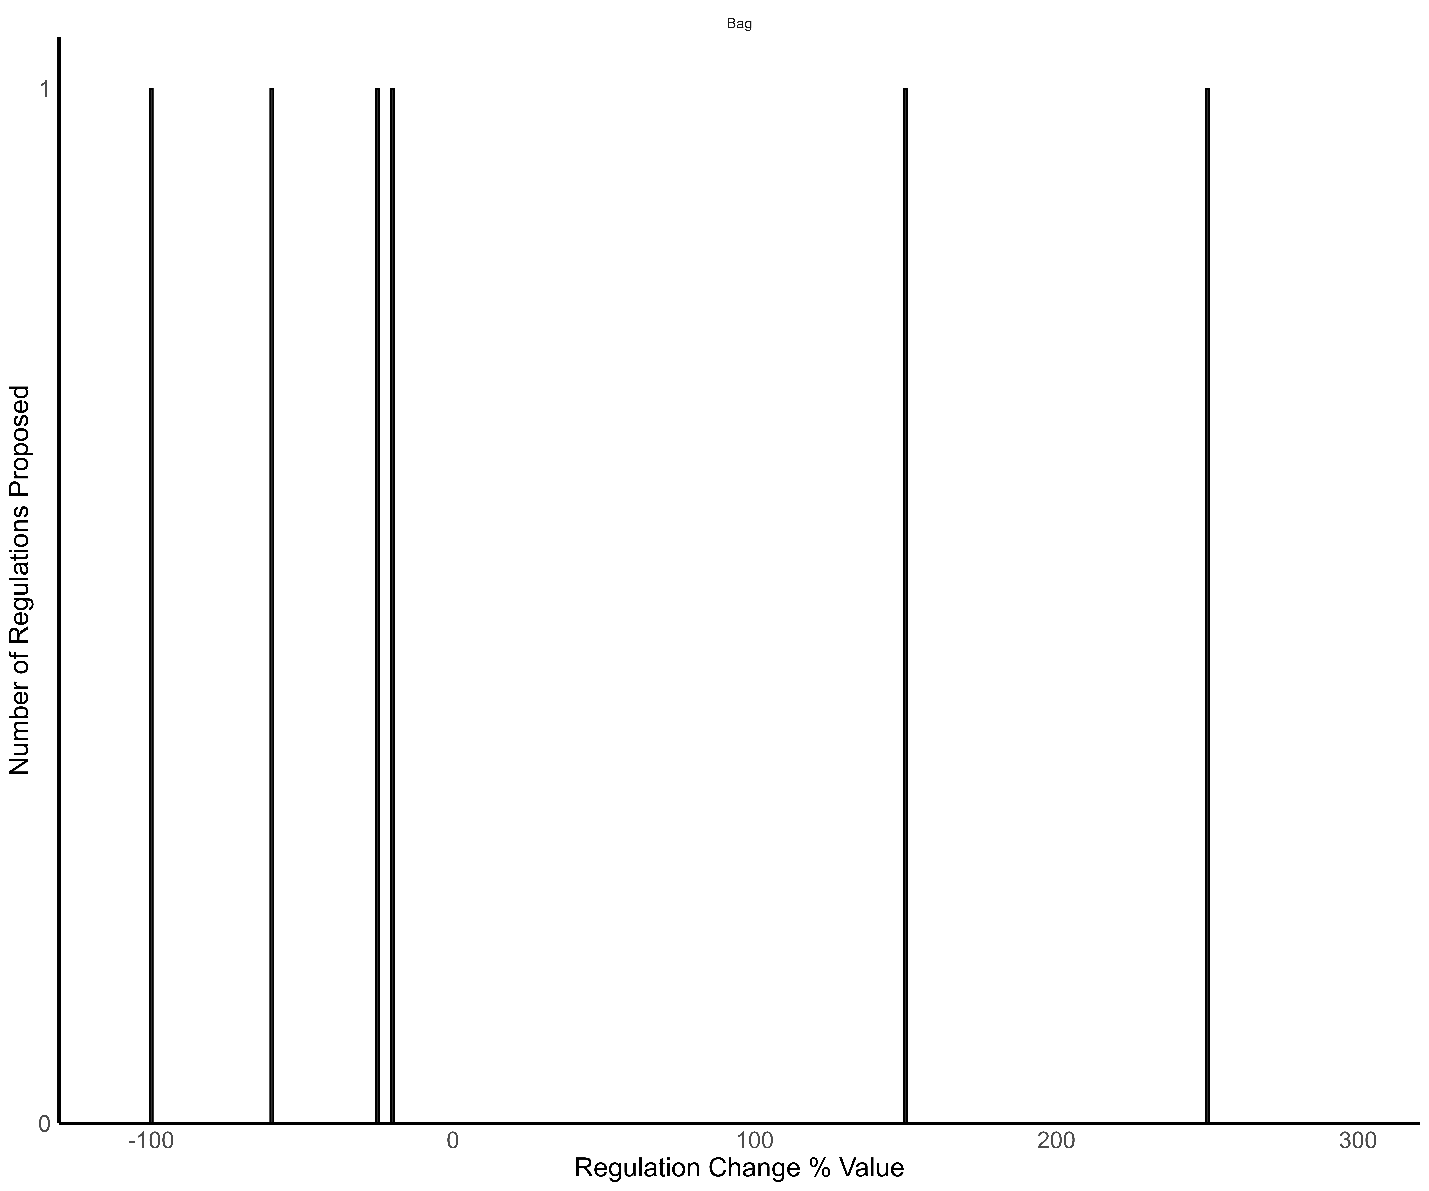 Bag
1
Number of Regulations Proposed
0
-100 0 100 200 300
Regulation Change % Value